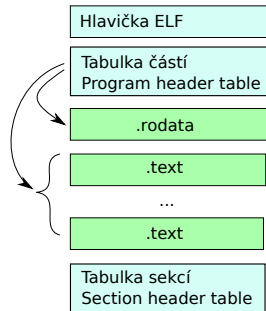 Hlavička ELF
Tabulka částí
Program header table
.rodata
.text
...
.text
Tabulka sekcí
Section header table